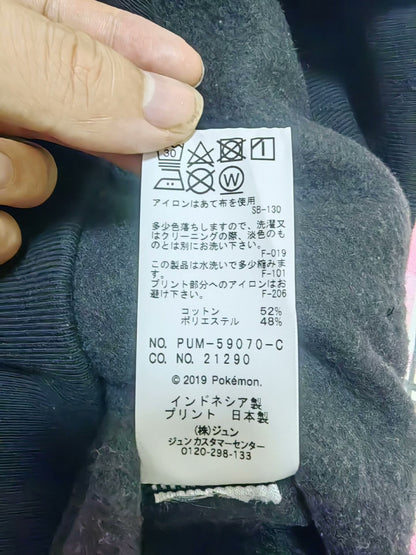 30
1
W
アイロンはあて布を使用
SB-130
多少色落ちしますので、洗濯又は
クリーニングの際、淡色のも
のとは別にお洗い下さい。
F-019
この製品は水洗いで多少縮みま
す。
F-101
プリント部分へのアイロンはお
避け下さい。
F-206
コットン 52%
ポリエステル 48%
NO. PUM-59070-C
CO. NO. 21290
© 2019 Pokémon.
インドネシア製
プリント 日本製
(株)ジュン
ジュンカスタマーセンター
0120-298-133